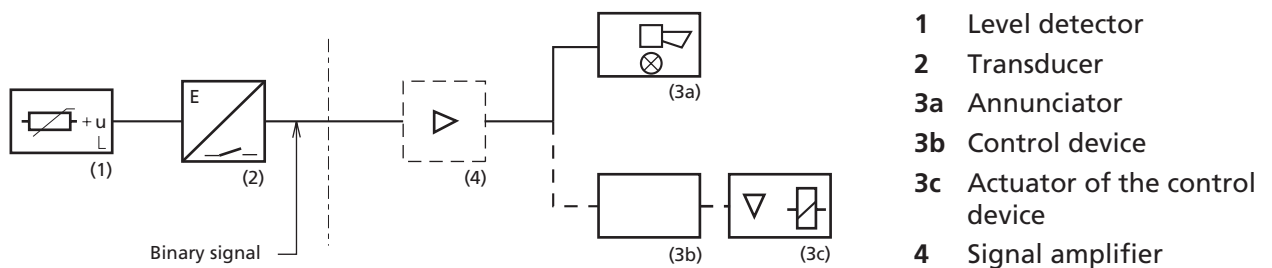 E
+ u
L
(1)
(2)
(4)
(3a)
(3b)
(3c)
Binary signal
1 Level detector
2 Transducer
3a Annunciator
3b Control device
3c Actuator of the control
device
4 Signal amplifier